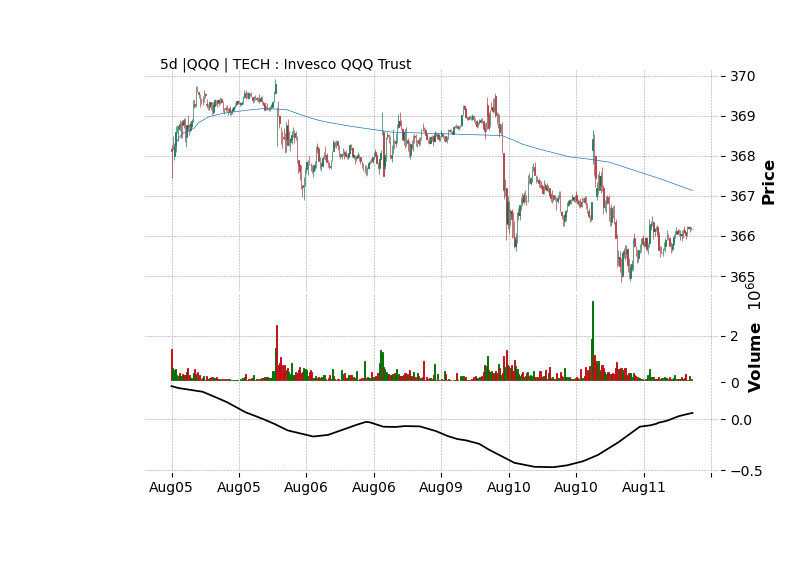 5d |QQQ | TECH : Invesco QQQ Trust
370
369
368
367
366
365
Price
10^6
Volume
2
0
0.0
−0.5
Aug05 Aug05 Aug06 Aug06 Aug09 Aug10 Aug10 Aug11